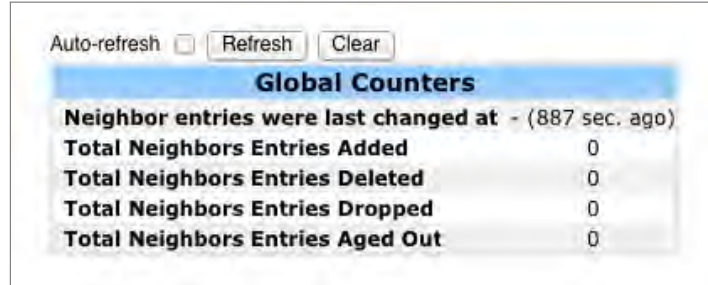 Auto-refresh Refresh Clear
Global Counters
Neighbor entries were last changed at - (887 sec. ago)
Total Neighbors Entries Added 0
Total Neighbors Entries Deleted 0
Total Neighbors Entries Dropped 0
Total Neighbors Entries Aged Out 0